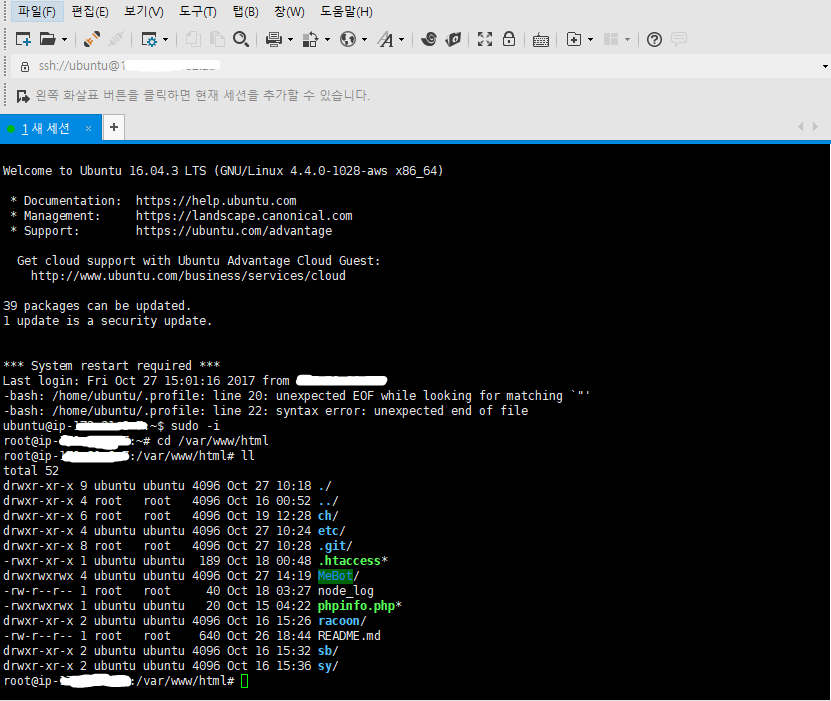 파일(F) 편집(E) 보기(V) 도구(T) 탭(B) 창(W) 도움말(H)
ssh://ubuntu@1
왼쪽 화살표 버튼을 클릭하면 현재 세션을 추가할 수 있습니다.
1 새 세션 × +
Welcome to Ubuntu 16.04.3 LTS (GNU/Linux 4.4.0-1028-aws x86_64)
* Documentation: https://help.ubuntu.com
* Management: https://landscape.canonical.com
* Support: https://ubuntu.com/advantage
Get cloud support with Ubuntu Advantage Cloud Guest:
http://www.ubuntu.com/business/services/cloud
39 packages can be updated.
1 update is a security update.
*** System restart required ***
Last login: Fri Oct 27 15:01:16 2017 from
-bash: /home/ubuntu/.profile: line 20: unexpected EOF while looking for matching `"'
-bash: /home/ubuntu/.profile: line 22: syntax error: unexpected end of file
ubuntu@ip-:~$ sudo -i
root@ip-:~# cd /var/www/html
root@ip-:/var/www/html# ll
total 52
drwxr-xr-x 9 ubuntu ubuntu 4096 Oct 27 10:18 ./
drwxr-xr-x 4 root root 4096 Oct 16 00:52 ../
drwxr-xr-x 6 root root 4096 Oct 19 12:28 ch/
drwxr-xr-x 4 ubuntu ubuntu 4096 Oct 27 10:24 etc/
drwxr-xr-x 8 root root 4096 Oct 27 10:28 .git/
-rwxr-xr-x 1 ubuntu ubuntu 189 Oct 18 00:48 .htaccess*
drwxrwxrwx 4 ubuntu ubuntu 4096 Oct 27 14:19 MeBot/
-rw-r--r-- 1 root root 40 Oct 18 03:27 node_log
-rwxrwxrwx 1 ubuntu ubuntu 20 Oct 15 04:22 phpinfo.php*
drwxr-xr-x 2 ubuntu ubuntu 4096 Oct 16 15:26 racoon/
-rw-r--r-- 1 root root 640 Oct 26 18:44 README.md
drwxr-xr-x 2 ubuntu ubuntu 4096 Oct 16 15:32 sb/
drwxr-xr-x 2 ubuntu ubuntu 4096 Oct 16 15:36 sy/
root@ip-:/var/www/html#